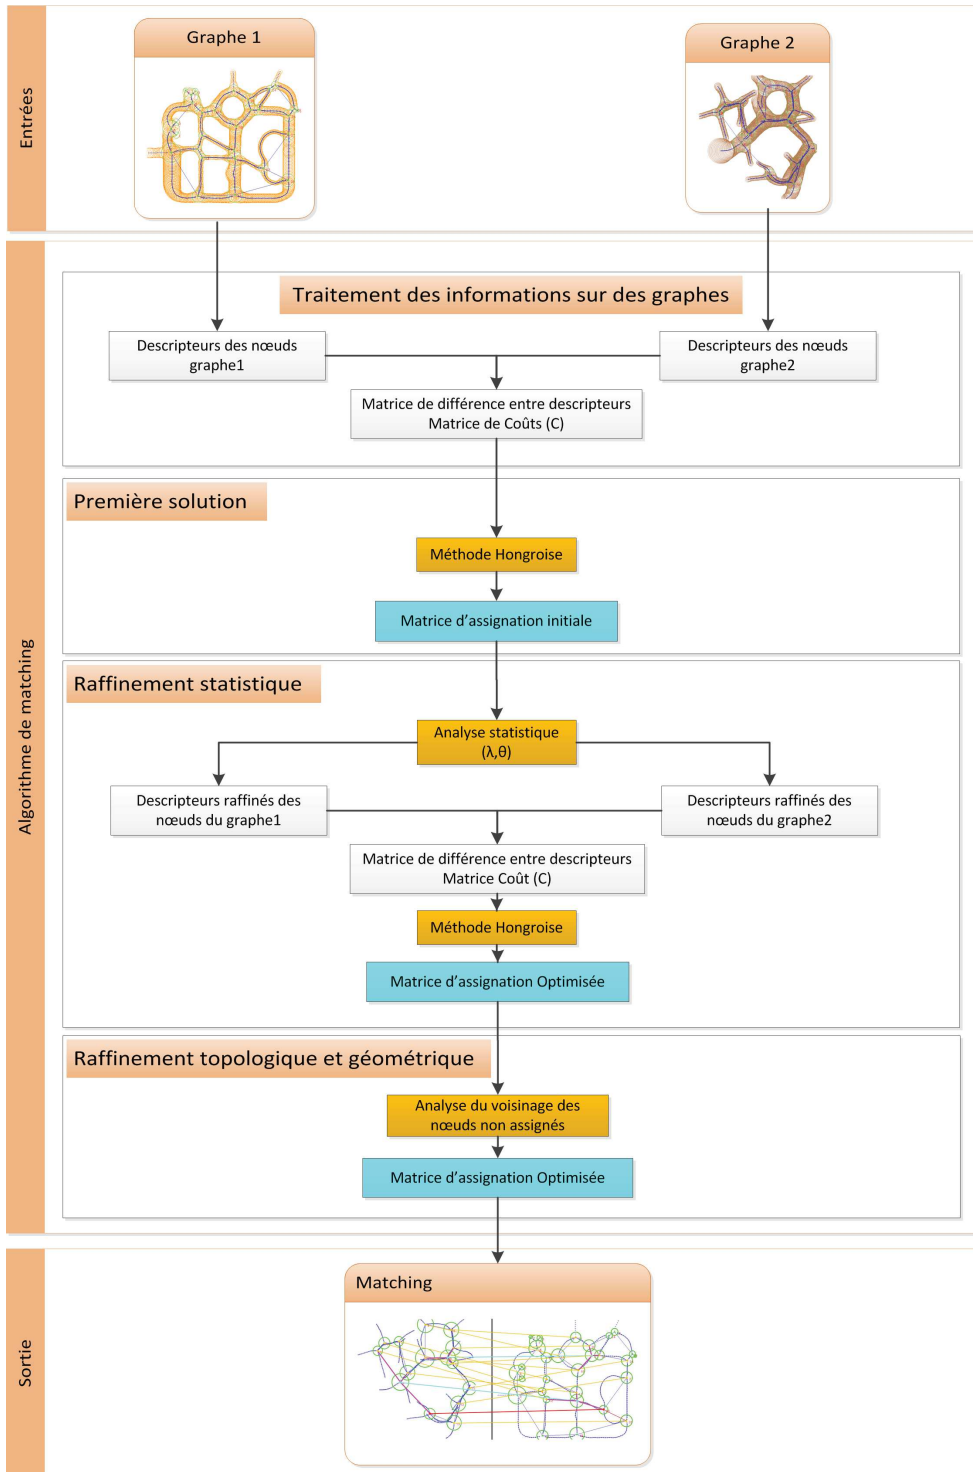 Entrées
Graphe 1
Graphe 2
Algorithme de matching
Traitement des informations sur des graphes
Descripteurs des nœuds
graphe1
Descripteurs des nœuds
graphe2
Matrice de différence entre descripteurs
Matrice de Coûts (C)
Première solution
Méthode Hongroise
Matrice d'assignation initiale
Raffinement statistique
Analyse statistique
(λ,θ)
Descripteurs raffinés des
nœuds du graphe1
Descripteurs raffinés des
nœuds du graphe2
Matrice de différence entre descripteurs
Matrice Coût (C)
Méthode Hongroise
Matrice d'assignation Optimisée
Raffinement topologique et géométrique
Analyse du voisinage des
nœuds non assignés
Matrice d'assignation Optimisée
Sortie
Matching